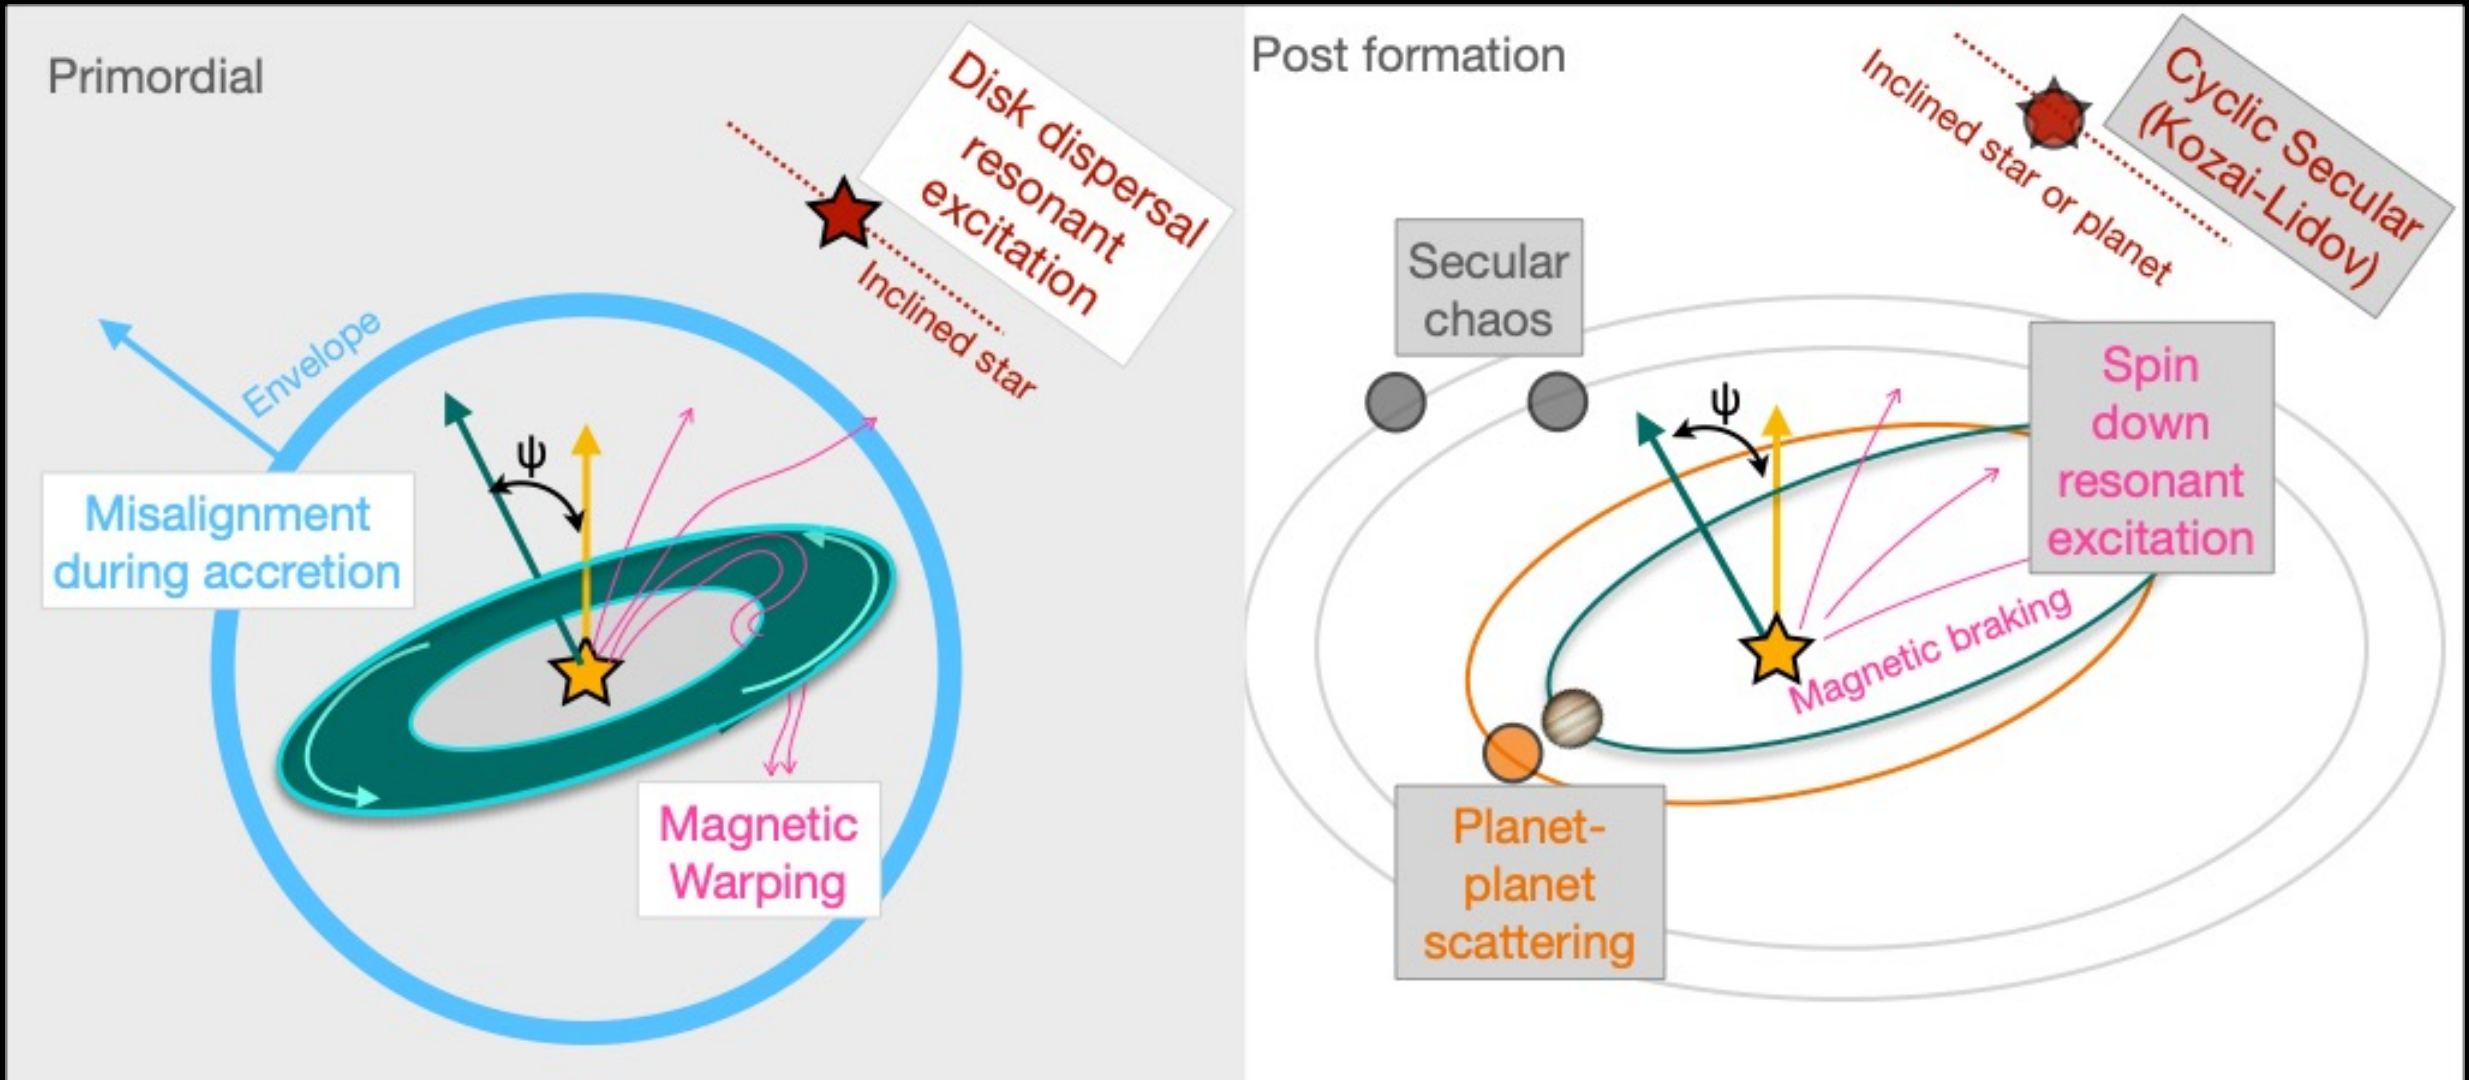 Primordial
Disk dispersal
resonant
excitation
Inclined star
Envelope
ψ
Misalignment
during accretion
Magnetic
Warping
Post formation
Cyclic Secular
(Kozai-Lidov)
Inclined star or planet
Secular
chaos
ψ
Spin
down
resonant
excitation
Magnetic braking
Planet-
planet
scattering